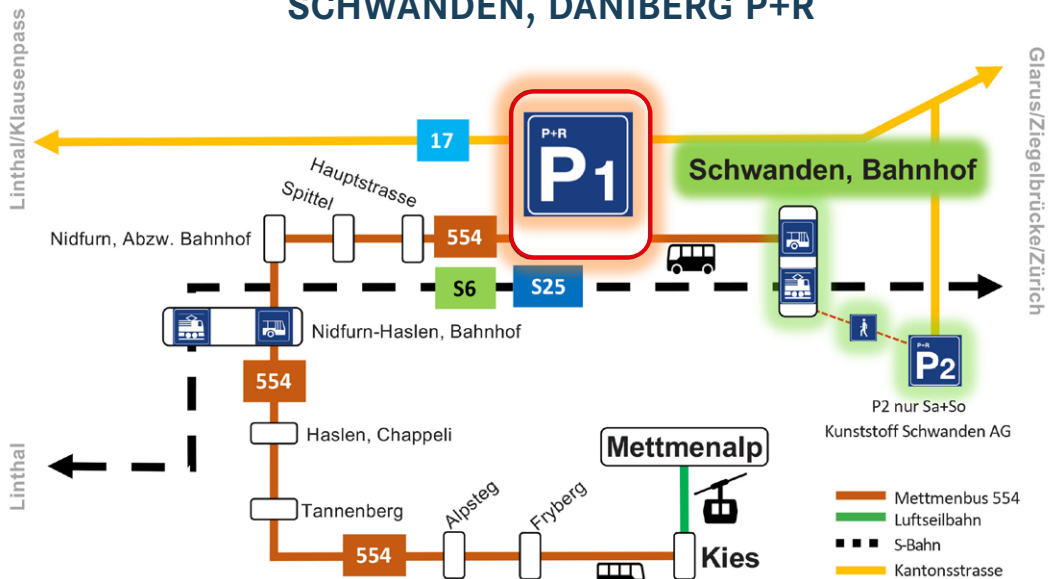 SCHWANDEN, DÄNIBERG P+R
Linthal/Klausenpass
Glarus/Ziegelbrücke/Zürich
17
P+R
P1
Schwanden, Bahnhof
Hauptstrasse
Spittel
Nidfurn, Abzw. Bahnhof
554
S6
S25
Nidfurn-Haslen, Bahnhof
P+R
P2
554
P2 nur Sa+So
Kunststoff Schwanden AG
Haslen, Chappeli
Mettmenalp
Linthal
Tannenberg
Alpsteg
Fryberg
554
Kies
Mettmenbus 554
Luftseilbahn
S-Bahn
Kantonsstrasse